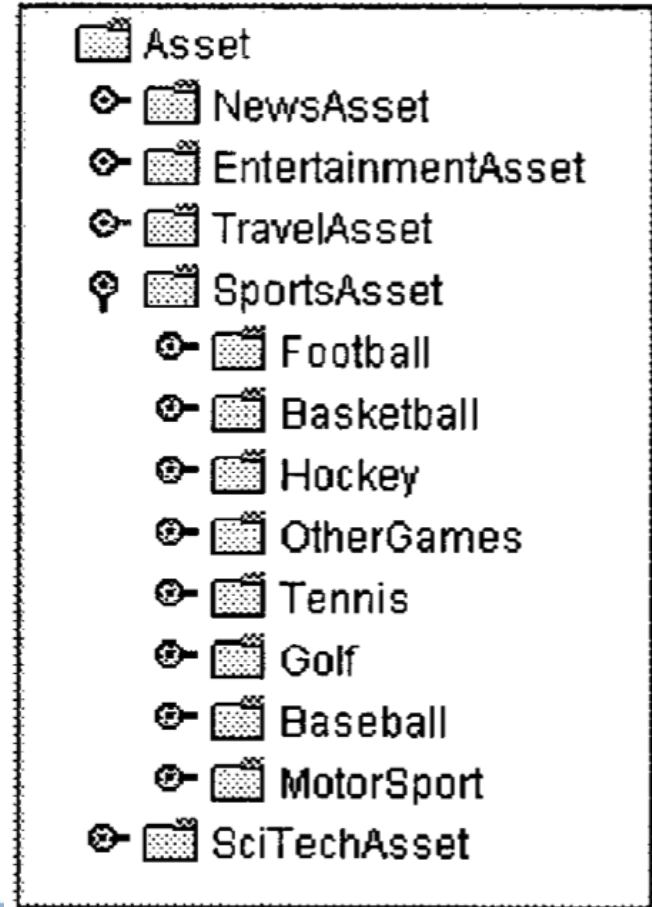 Asset
NewsAsset
EntertainmentAsset
TravelAsset
SportsAsset
Football
Basketball
Hockey
OtherGames
Tennis
Golf
Baseball
MotorSport
SciTechAsset